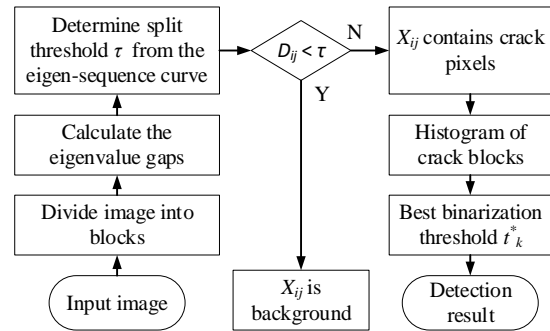 Determine split
threshold τ from the
eigen-sequence curve
Calculate the
eigenvalue gaps
Divide image into
blocks
Input image
D_ij < τ
N
Y
X_ij is
background
X_ij contains crack
pixels
Histogram of
crack blocks
Best binarization
threshold t*_k
Detection
result